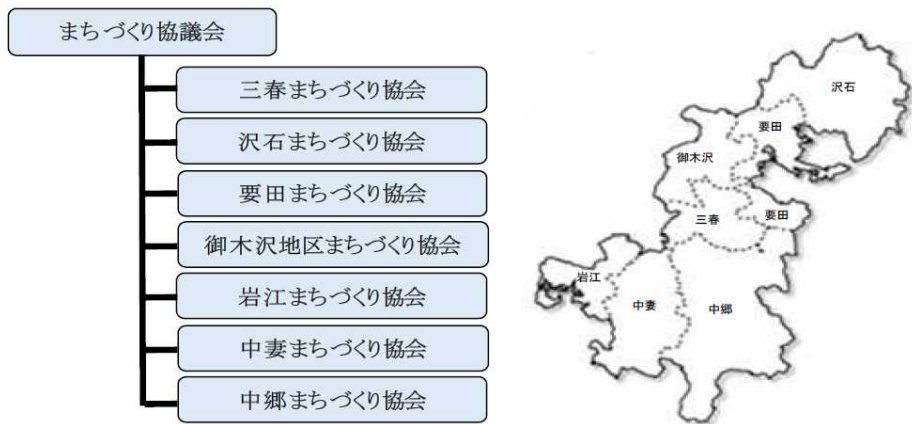 まちづくり協議会
三春まちづくり協会
沢石まちづくり協会
要田まちづくり協会
御木沢地区まちづくり協会
岩江まちづくり協会
中妻まちづくり協会
中郷まちづくり協会
沢石
要田
御木沢
三春
要田
岩江
中妻
中郷